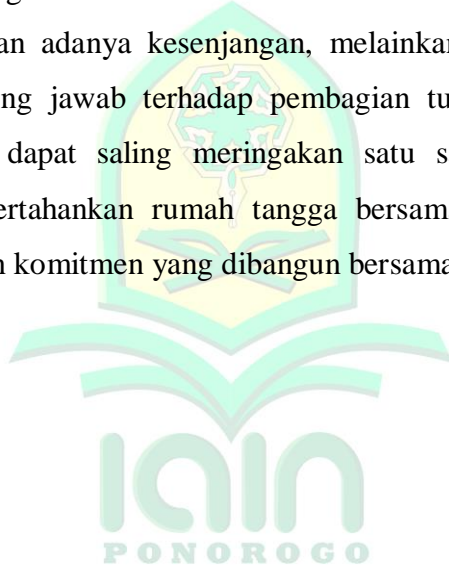 an adanya kesenjangan, melainkan
ng jawab terhadap pembagian tu
dapat saling meringakan satu s
ertahankan rumah tangga bersam
n komitmen yang dibangun bersama
IAIN
PONOROGO